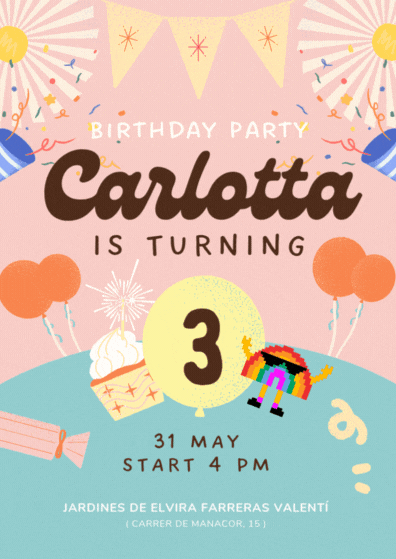 BIRTHDAY PARTY
Carlotta
IS TURNING
3
31 MAY
START 4 PM
JARDINES DE ELVIRA FARRERAS VALENTÍ
( CARRER DE MANACOR, 15 )